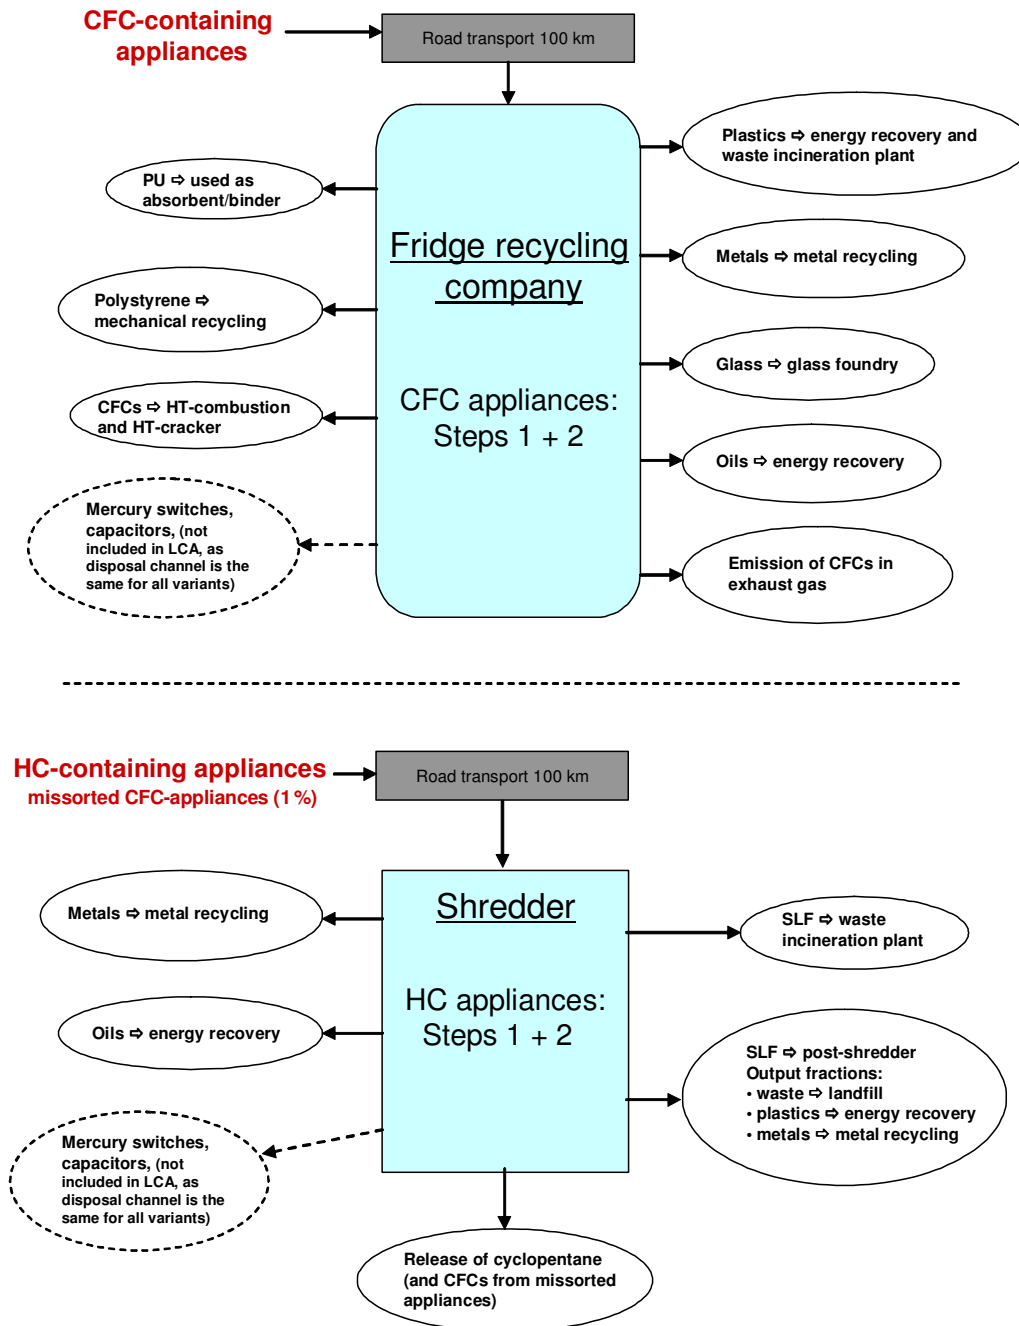 CFC-containing
appliances
Road transport 100 km
Plastics ⇨ energy recovery and
waste incineration plant
PU ⇨ used as
absorbent/binder
Fridge recycling
company
Metals ⇨ metal recycling
Polystyrene ⇨
mechanical recycling
Glass ⇨ glass foundry
CFC appliances:
Steps 1 + 2
CFCs ⇨ HT-combustion
and HT-cracker
Oils ⇨ energy recovery
Mercury switches,
capacitors, (not
included in LCA, as
disposal channel is the
same for all variants)
Emission of CFCs in
exhaust gas
HC-containing appliances
missorted CFC-appliances (1%)
Road transport 100 km
Shredder
Metals ⇨ metal recycling
SLF ⇨ waste
incineration plant
HC appliances:
Steps 1 + 2
Oils ⇨ energy recovery
SLF ⇨ post-shredder
Output fractions:
• waste ⇨ landfill
• plastics ⇨ energy recovery
• metals ⇨ metal recycling
Mercury switches,
capacitors, (not
included in LCA, as
disposal channel is the
same for all variants)
Release of cyclopentane
(and CFCs from missorted
appliances)